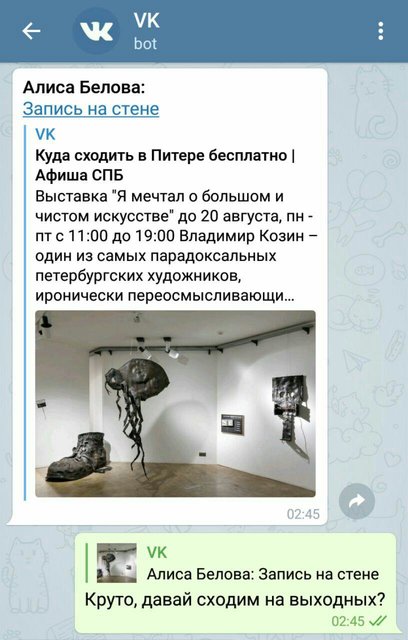 VK
bot
Алиса Белова:
Запись на стене
VK
Куда сходить в Питере бесплатно |
Афиша СПБ
Выставка "Я мечтал о большом и
чистом искусстве" до 20 августа, пн -
пт с 11:00 до 19:00 Владимир Козин –
один из самых парадоксальных
петербургских художников,
иронически переосмысливающи...
02:45
VK
Алиса Белова: Запись на стене
Круто, давай сходим на выходных?
02:45